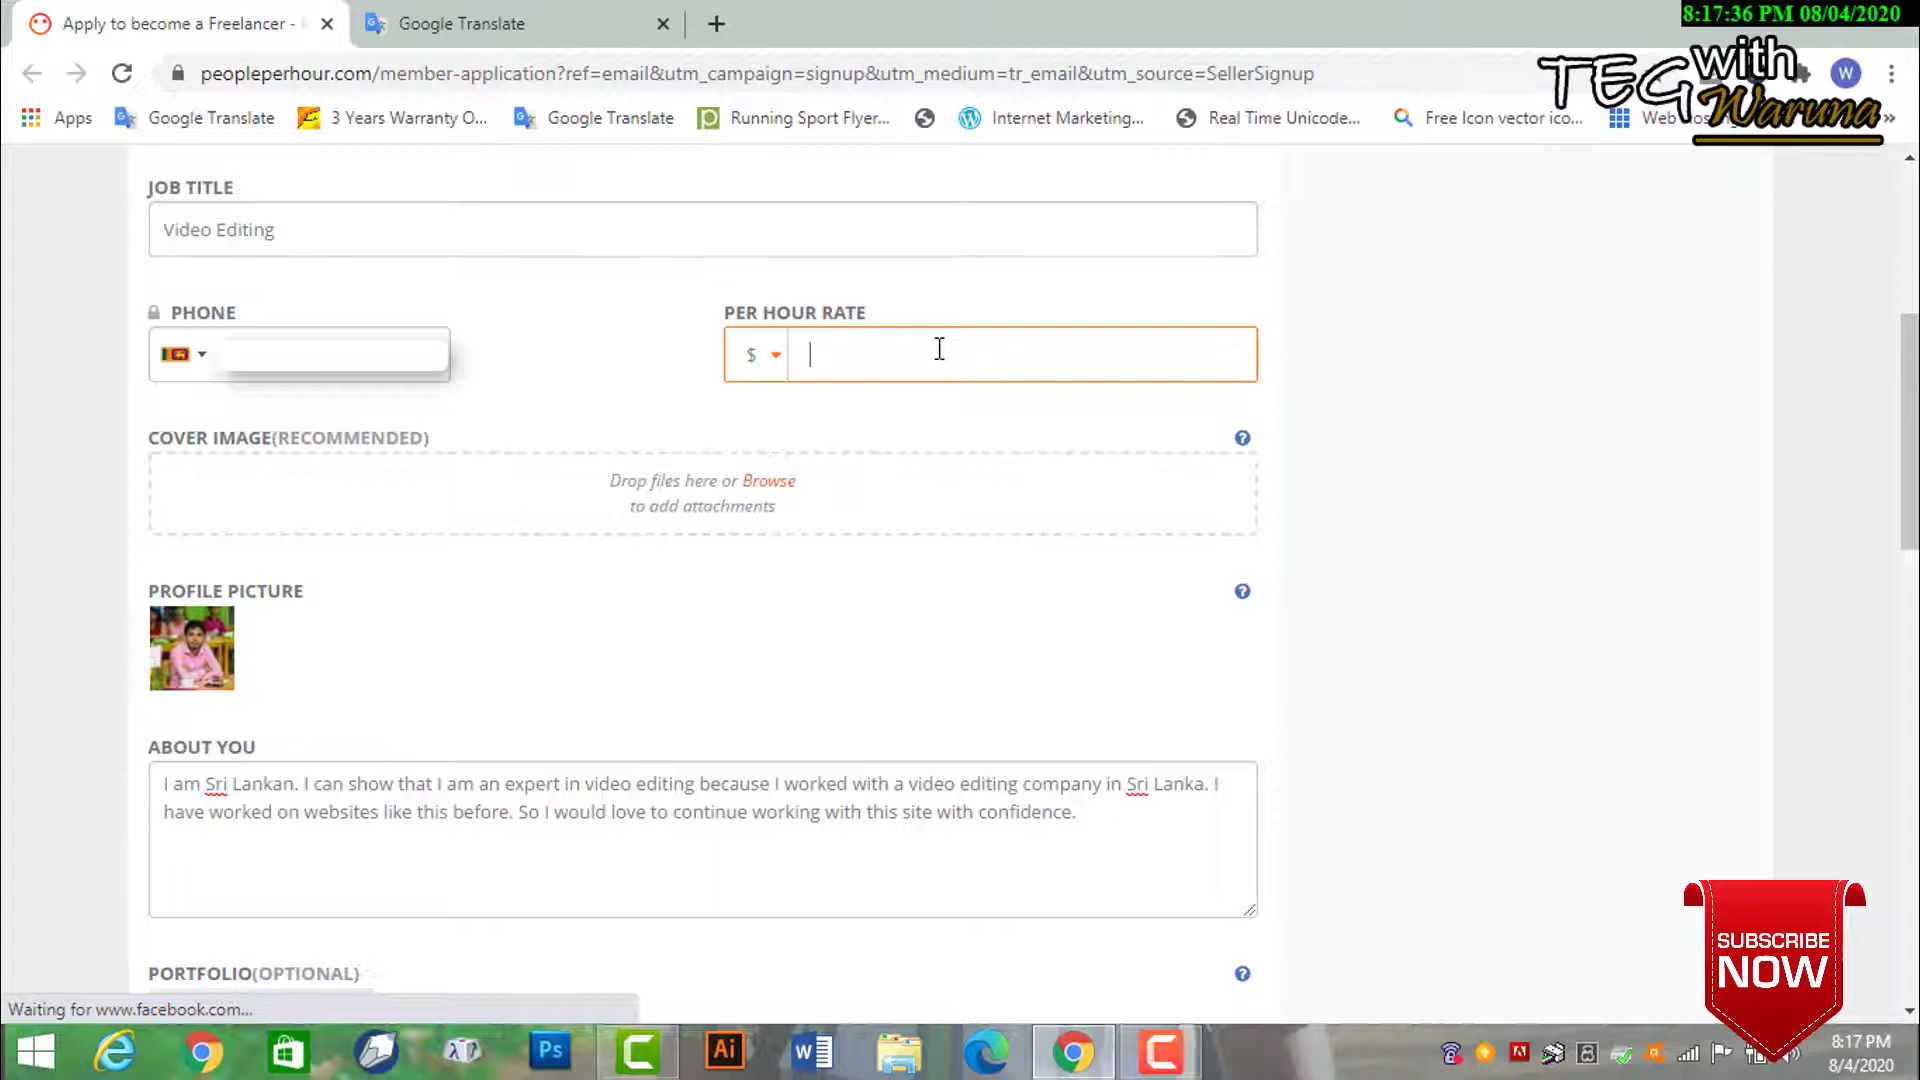 Apply to become a Freelancer -
Google Translate
8:17:36 PM 08/04/2020
peopleperhour.com/member-application?ref=email&utm_campaign=signup&utm_medium=tr_email&utm_source=SellerSignup
W
TEG with
Waruna
Apps
Google Translate
3 Years Warranty O...
Google Translate
Running Sport Flyer...
Internet Marketing...
Real Time Unicode...
Free Icon vector ico...
JOB TITLE
Video Editing
PHONE
PER HOUR RATE
$
COVER IMAGE(RECOMMENDED)
Drop files here or Browse
to add attachments
PROFILE PICTURE
ABOUT YOU
I am Sri Lankan. I can show that I am an expert in video editing because I worked with a video editing company in Sri Lanka. I
have worked on websites like this before. So I would love to continue working with this site with confidence.
PORTFOLIO(OPTIONAL)
SUBSCRIBE
NOW
Waiting for www.facebook.com...
Ps
Ai
W
8:17 PM
8/4/2020